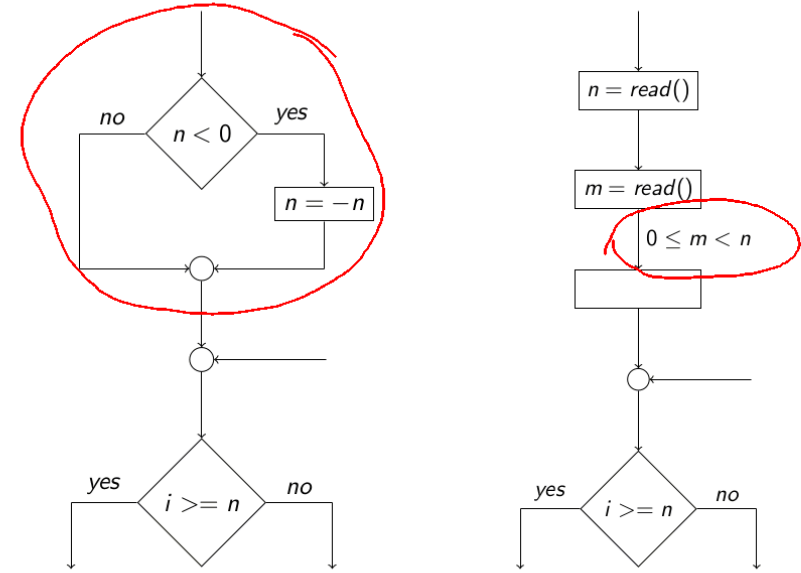 no
yes
n < 0
n = −n
yes
no
i >= n
n = read()
m = read()
0 ≤ m < n
yes
no
i >= n